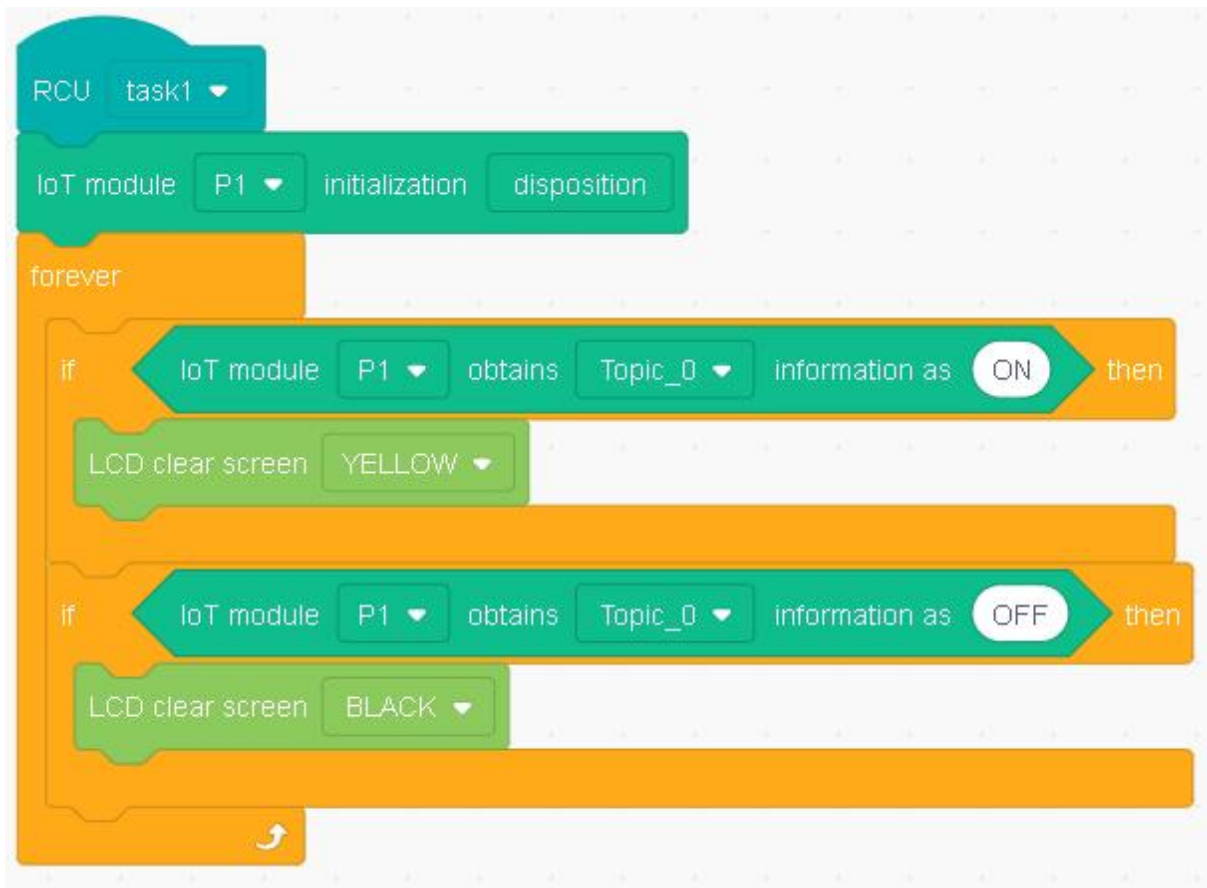 RCU task1
IoT module P1 initialization disposition
forever
if IoT module P1 obtains Topic_0 information as ON then
LCD clear screen YELLOW
if IoT module P1 obtains Topic_0 information as OFF then
LCD clear screen BLACK